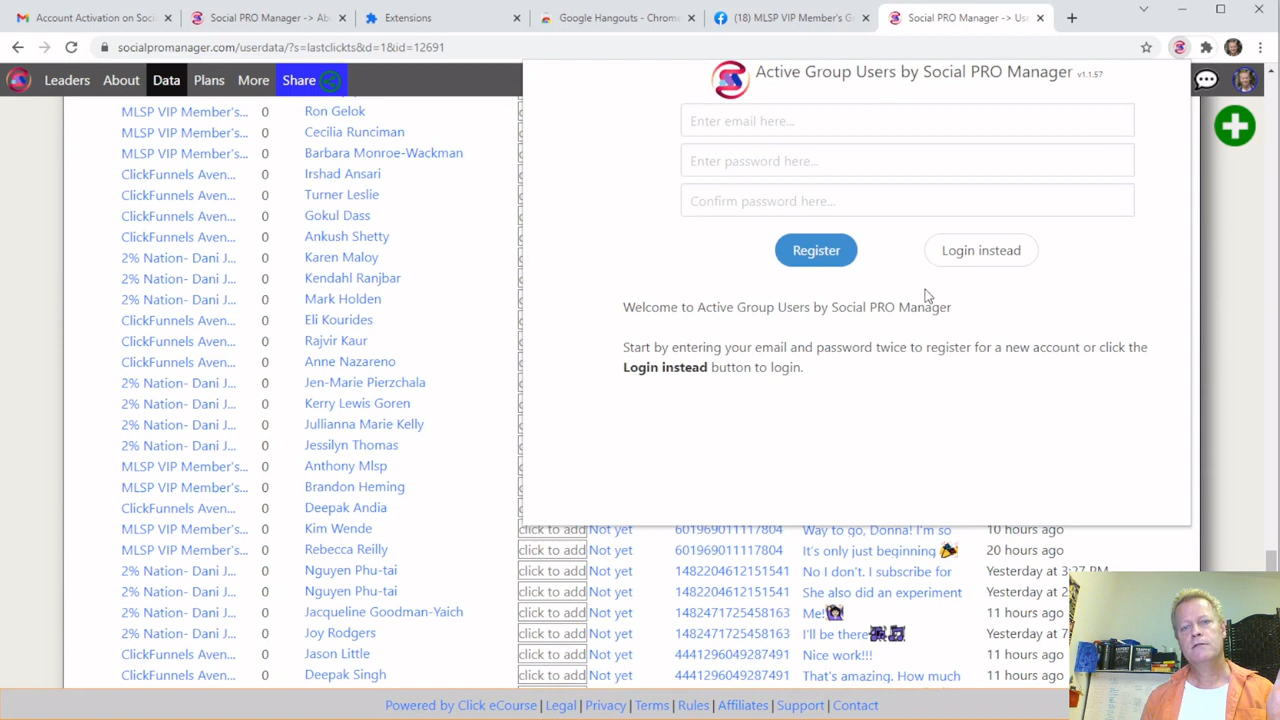 Account Activation on Soci
Social PRO Manager -> Ab
Extensions
Google Hangouts - Chrome
(18) MLSP VIP Member's G
Social PRO Manager -> Us
socialpromanager.com/userdata/?s=lastclickts&d=1&id=12691
Leaders About Data Plans More Share
Active Group Users by Social PRO Manager v1.1.57
Enter email here...
Enter password here...
Confirm password here...
Register Login instead
Welcome to Active Group Users by Social PRO Manager
Start by entering your email and password twice to register for a new account or click the
Login instead button to login.
MLSP VIP Member's... 0 Ron Gelok
MLSP VIP Member's... 0 Cecilia Runciman
MLSP VIP Member's... 0 Barbara Monroe-Wackman
ClickFunnels Aven... 0 Irshad Ansari
ClickFunnels Aven... 0 Turner Leslie
ClickFunnels Aven... 0 Gokul Dass
ClickFunnels Aven... 0 Ankush Shetty
2% Nation- Dani J... 0 Karen Maloy
2% Nation- Dani J... 0 Kendahl Ranjbar
2% Nation- Dani J... 0 Mark Holden
ClickFunnels Aven... 0 Eli Kourides
ClickFunnels Aven... 0 Rajvir Kaur
ClickFunnels Aven... 0 Anne Nazareno
2% Nation- Dani J... 0 Jen-Marie Pierzchala
2% Nation- Dani J... 0 Kerry Lewis Goren
2% Nation- Dani J... 0 Jullianna Marie Kelly
2% Nation- Dani J... 0 Jessilyn Thomas
MLSP VIP Member's... 0 Anthony Mlsp
MLSP VIP Member's... 0 Brandon Heming
ClickFunnels Aven... 0 Deepak Andia
MLSP VIP Member's... 0 Kim Wende click to add Not yet 601969011117804 Way to go, Donna! I'm so 10 hours ago
MLSP VIP Member's... 0 Rebecca Reilly click to add Not yet 601969011117804 It's only just beginning 20 hours ago
2% Nation- Dani J... 0 Nguyen Phu-tai click to add Not yet 1482204612151541 No I don't. I subscribe for Yesterday at 3:27 PM
2% Nation- Dani J... 0 Nguyen Phu-tai click to add Not yet 1482204612151541 She also did an experiment Yesterday at 2
2% Nation- Dani J... 0 Jacqueline Goodman-Yaich click to add Not yet 1482471725458163 Me! 11 hours ago
2% Nation- Dani J... 0 Joy Rodgers click to add Not yet 1482471725458163 I'll be there Yesterday at 7
ClickFunnels Aven... 0 Jason Little click to add Not yet 4441296049287491 Nice work!!! 11 hours ago
ClickFunnels Aven... 0 Deepak Singh click to add Not yet 4441296049287491 That's amazing. How much 11 hours ago
Powered by Click eCourse | Legal | Privacy | Terms | Rules | Affiliates | Support | Contact